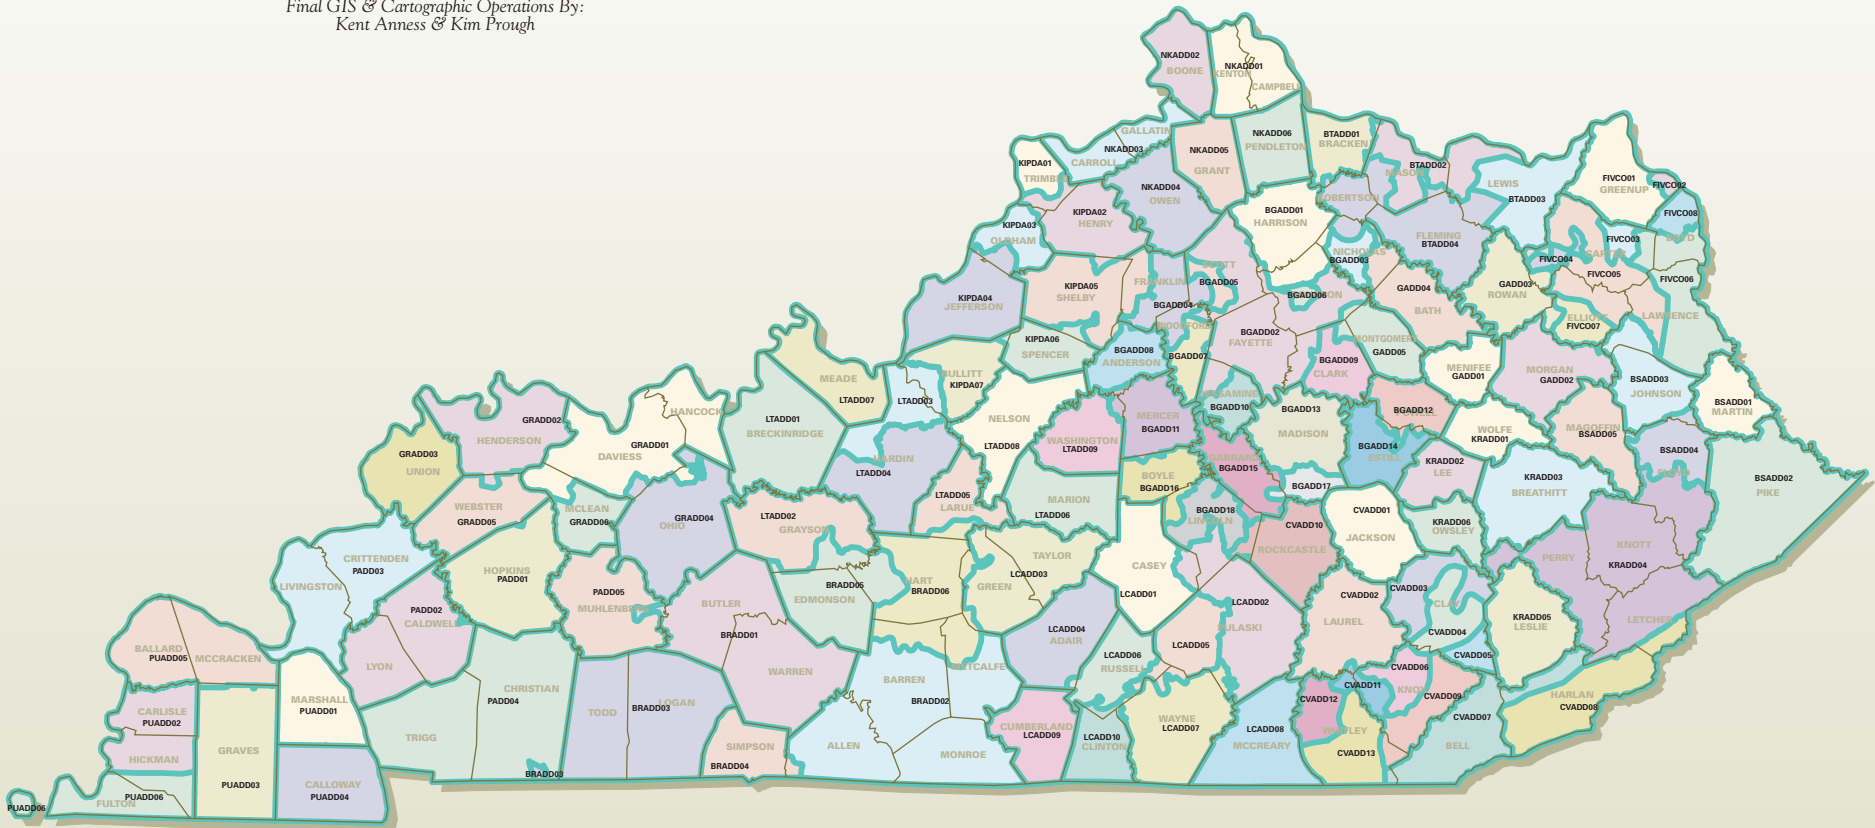 Final GIS & Cartographic Operations By:
Kent Anness & Kim Prough
NKADD02
BOONE
NKADD01
KENTON
CAMPBELL
GALLATIN
NKADD03
CARROLL
NKADD05
GRANT
NKADD06
PENDLETON
BTADD01
BRACKEN
BTADD02
MASON
LEWIS
BTADD03
FIVCO01
GREENUP
FIVCO02
KIPDA01
TRIMBLE
NKADD04
OWEN
BGADD01
HARRISON
ROBERTSON
FLEMING
BTADD04
FIVCO08
BOYD
FIVCO03
CARTER
FIVCO04
FIVCO05
FIVCO06
KIPDA03
OLDHAM
KIPDA02
HENRY
NICHOLAS
BGADD03
KIPDA04
JEFFERSON
KIPDA05
SHELBY
FRANKLIN
BGADD04
SCOTT
BGADD05
BGADD06
GADD04
BATH
GADD03
ROWAN
ELLIOTT
FIVCO07
LAWRENCE
KIPDA06
SPENCER
BGADD08
ANDERSON
WOODFORD
BGADD07
BGADD02
FAYETTE
BGADD09
CLARK
MONTGOMERY
GADD05
MENIFEE
GADD01
MORGAN
GADD02
BSADD03
JOHNSON
BSADD01
MARTIN
MEADE
LTADD07
LTADD03
BULLITT
KIPDA07
HANCOCK
LTADD01
BRECKINRIDGE
NELSON
LTADD08
WASHINGTON
LTADD09
MERCER
BGADD11
BGADD10
BGADD13
MADISON
BGADD12
BGADD14
ESTILL
WOLFE
KRADD01
MAGOFFIN
BSADD05
BSADD04
FLOYD
GRADD02
HENDERSON
GRADD01
DAVIESS
GRADD03
UNION
HARDIN
LTADD04
LTADD05
LARUE
MARION
LTADD06
BOYLE
BGADD16
GARRARD
BGADD15
BGADD17
KRADD02
LEE
KRADD03
BREATHITT
BSADD02
PIKE
WEBSTER
GRADD05
MCLEAN
GRADD06
GRADD04
OHIO
LTADD02
GRAYSON
BGADD18
LINCOLN
CVADD10
ROCKCASTLE
CVADD01
JACKSON
KRADD06
OWSLEY
PERRY
KNOTT
KRADD04
CRITTENDEN
PADD03
LIVINGSTON
HOPKINS
PADD01
PADD05
MUHLENBERG
BUTLER
BRADD05
EDMONSON
HART
BRADD06
GREEN
TAYLOR
LCADD03
CASEY
LCADD01
LCADD02
PULASKI
CVADD02
LAUREL
CVADD03
CLAY
CVADD04
KRADD05
LESLIE
LETCHER
PADD02
CALDWELL
LYON
BRADD01
WARREN
LCADD04
ADAIR
LCADD06
RUSSELL
LCADD05
CVADD05
CVADD06
KNOX
BALLARD
PUADD05
MCCRACKEN
MARSHALL
PUADD01
CHRISTIAN
PADD04
TRIGG
TODD
BRADD03
LOGAN
BARREN
BRADD02
METCALFE
CVADD11
CVADD12
CVADD09
CVADD07
HARLAN
CVADD08
CARLISLE
PUADD02
HICKMAN
GRAVES
PUADD03
CALLOWAY
PUADD04
BRADD03
SIMPSON
BRADD04
ALLEN
MONROE
CUMBERLAND
LCADD09
LCADD10
CLINTON
WAYNE
LCADD07
LCADD08
MCCREARY
WHITLEY
CVADD13
BELL
PUADD06
FULTON
PUADD06